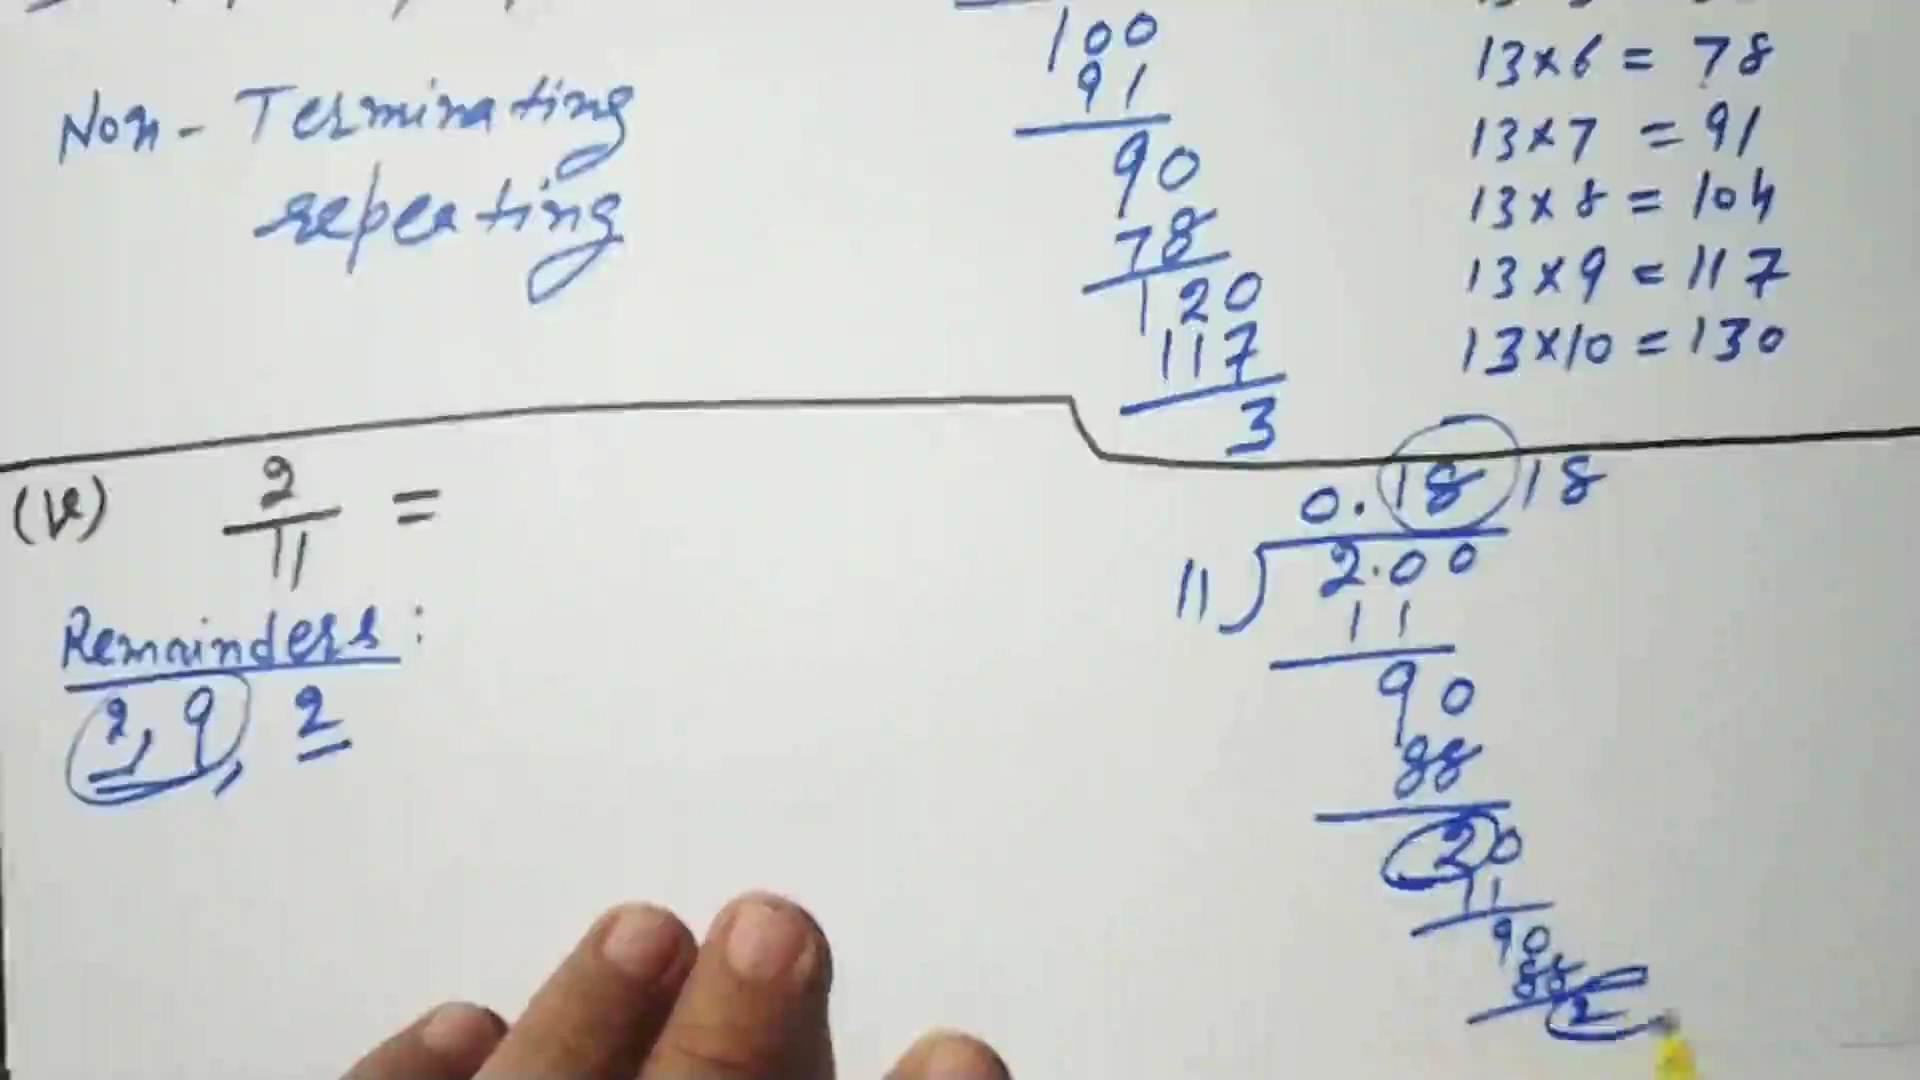 Non-Terminating
repeating
100
91
90
78
120
117
3
13×6 = 78
13×7 = 91
13×8 = 104
13×9 = 117
13×10 = 130
(v) 2/11 =
Remainders:
2, 9, 2
0.1818
11 2.00
11
90
88
20
11
90
88
2